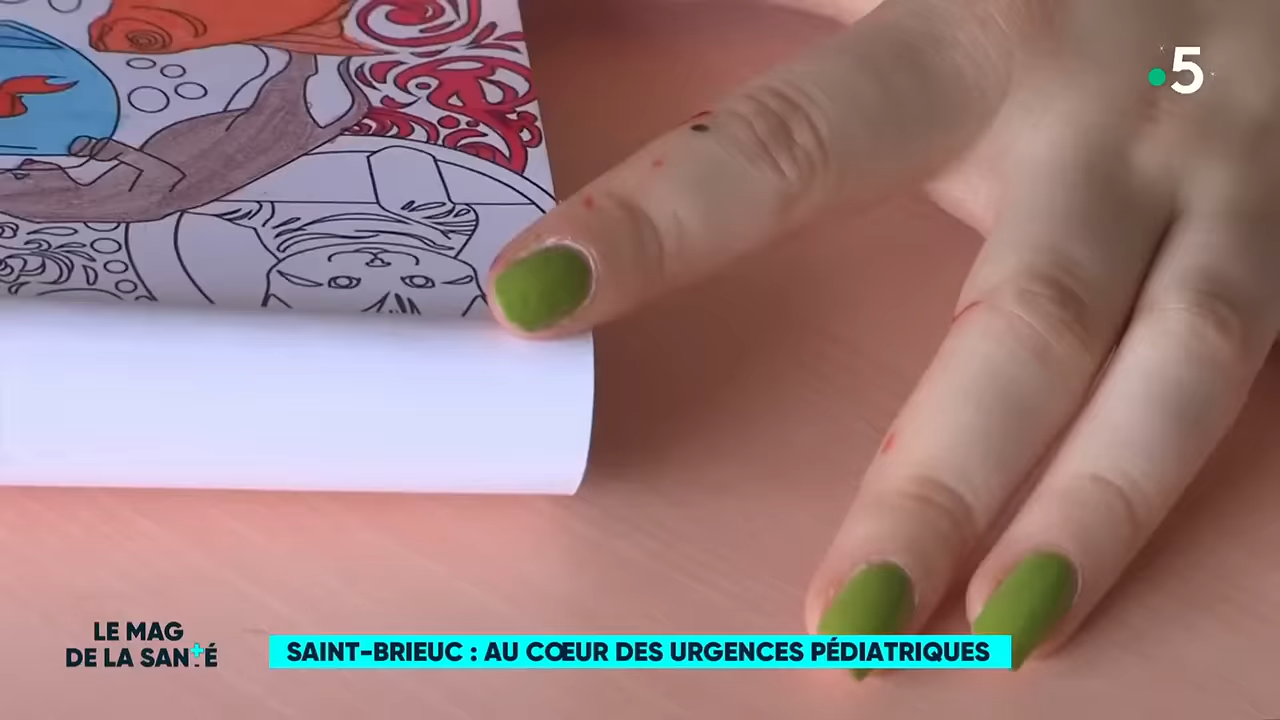 5
LE MAG
DE LA SANTÉ
SAINT-BRIEUC : AU CŒUR DES URGENCES PÉDIATRIQUES